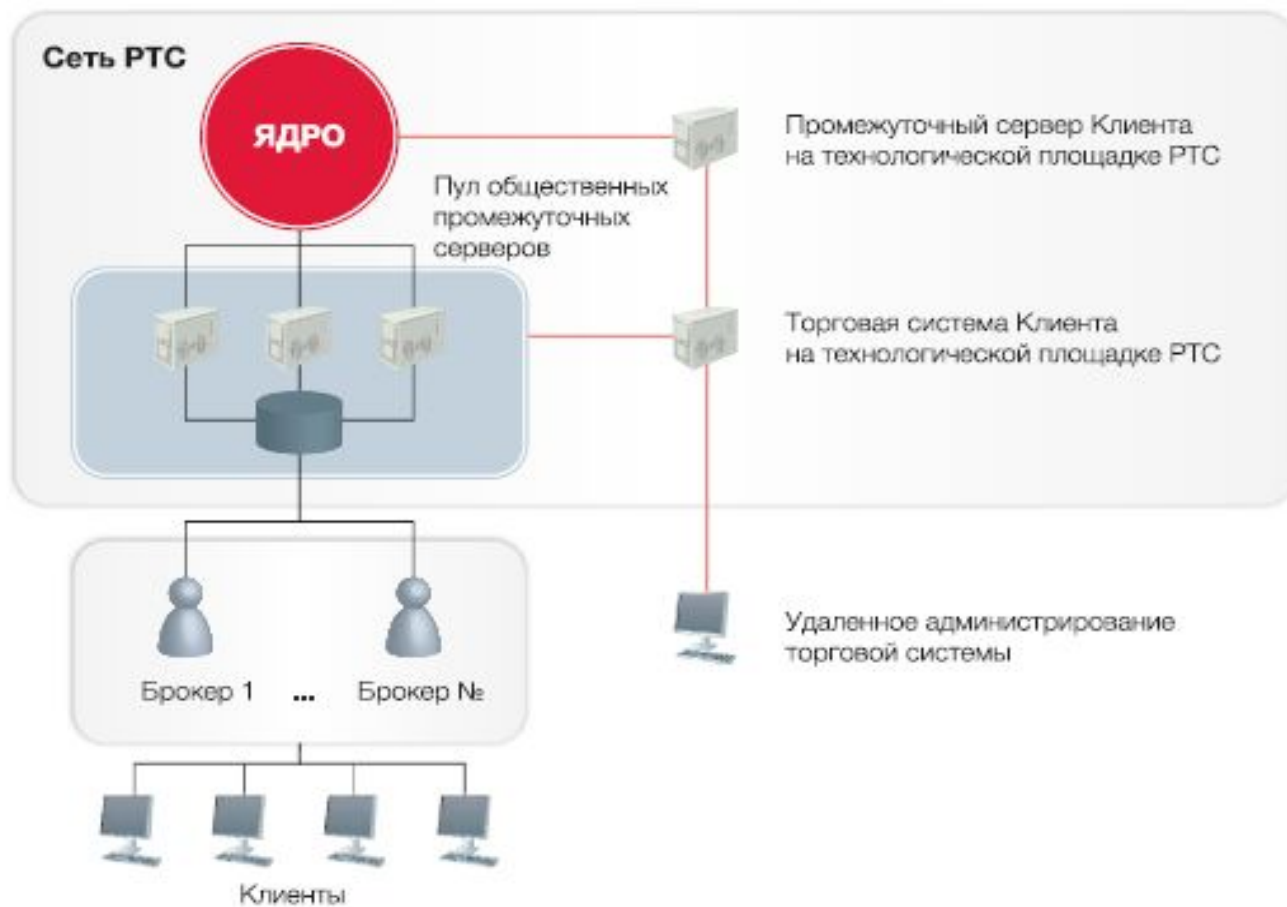 Сеть РТС
ЯДРО
Промежуточный сервер Клиента
на технологической площадке РТС
Пул общественных
промежуточных
серверов
Торговая система Клиента
на технологической площадке РТС
Удаленное администрирование
торговой системы
Брокер 1 ... Брокер №
Клиенты